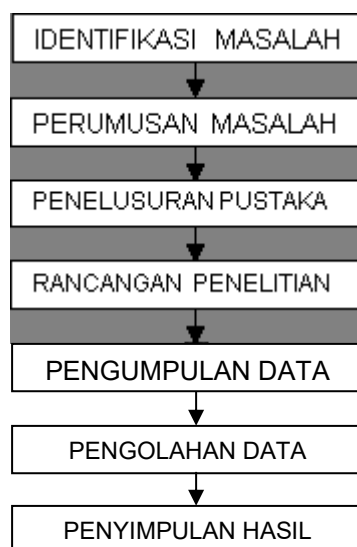 IDENTIFIKASI MASALAH
PERUMUSAN MASALAH
PENELUSURAN PUSTAKA
RANCANGAN PENELITIAN
PENGUMPULAN DATA
PENGOLAHAN DATA
PENYIMPULAN HASIL